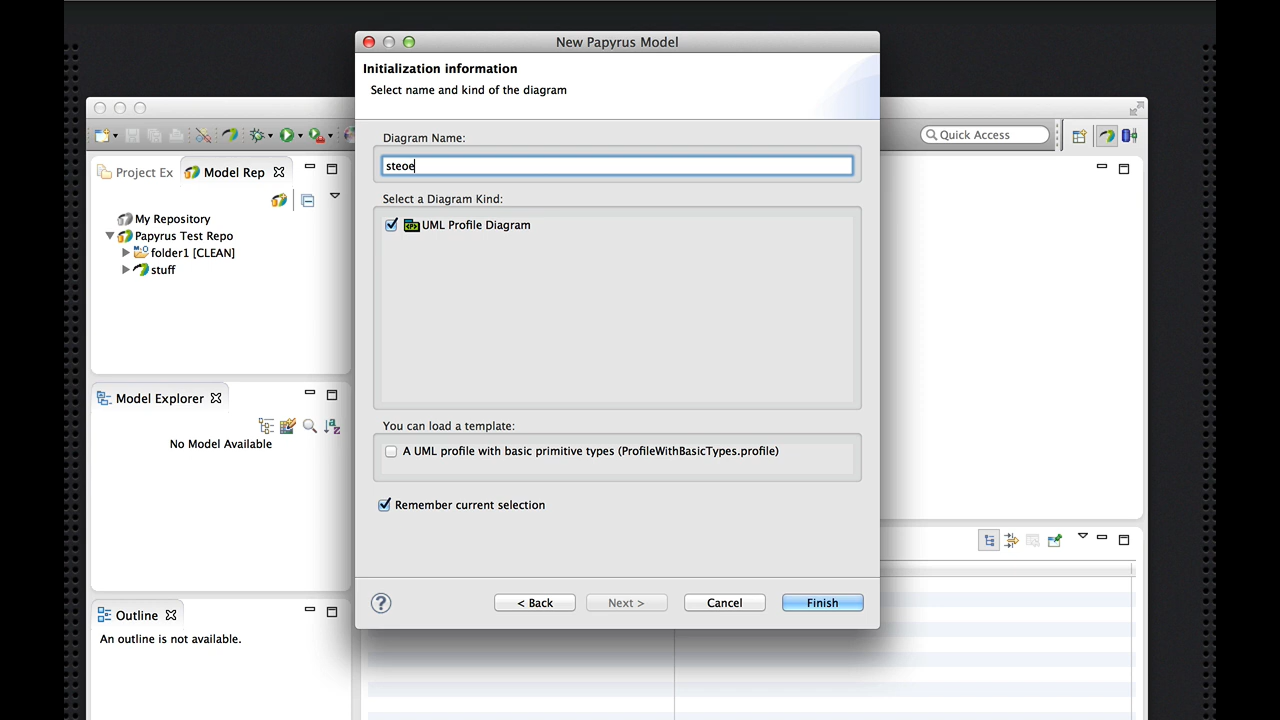 New Papyrus Model
Initialization information
Select name and kind of the diagram
Diagram Name:
steoe
Select a Diagram Kind:
UML Profile Diagram
You can load a template:
A UML profile with basic primitive types (ProfileWithBasicTypes.profile)
Remember current selection
?
< Back
Next >
Cancel
Finish
Quick Access
Project Ex
Model Rep
My Repository
Papyrus Test Repo
folder1 [CLEAN]
stuff
Model Explorer
No Model Available
Outline
An outline is not available.